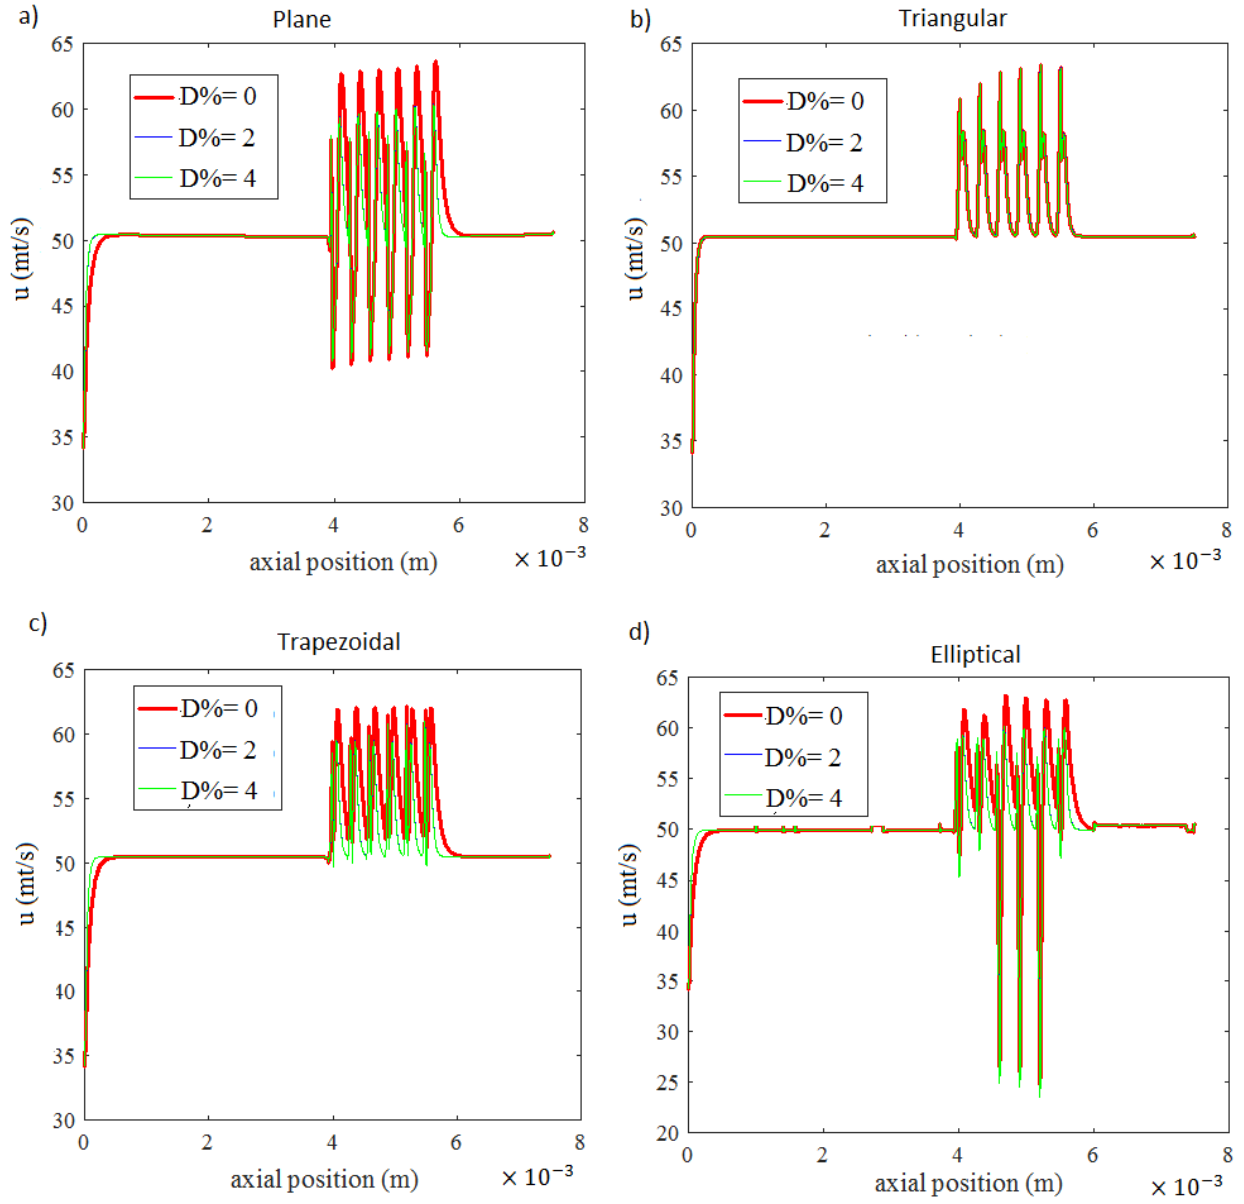 a)
Plane
65
60
55
50
45
40
35
30
u (mt/s)
D%= 0
D%= 2
D%= 4
0 2 4 6 8
axial position (m)
× 10⁻³
b)
Triangular
65
60
55
50
45
40
35
30
u (mt/s)
D%= 0
D%= 2
D%= 4
0 2 4 6 8
axial position (m)
× 10⁻³
c)
Trapezoidal
65
60
55
50
45
40
35
30
u (mt/s)
D%= 0
D%= 2
D%= 4
0 2 4 6 8
axial position (m)
× 10⁻³
d)
Elliptical
65
60
55
50
45
40
35
30
25
20
u (mt/s)
D%= 0
D%= 2
D%= 4
0 2 4 6 8
axial position (m)
× 10⁻³